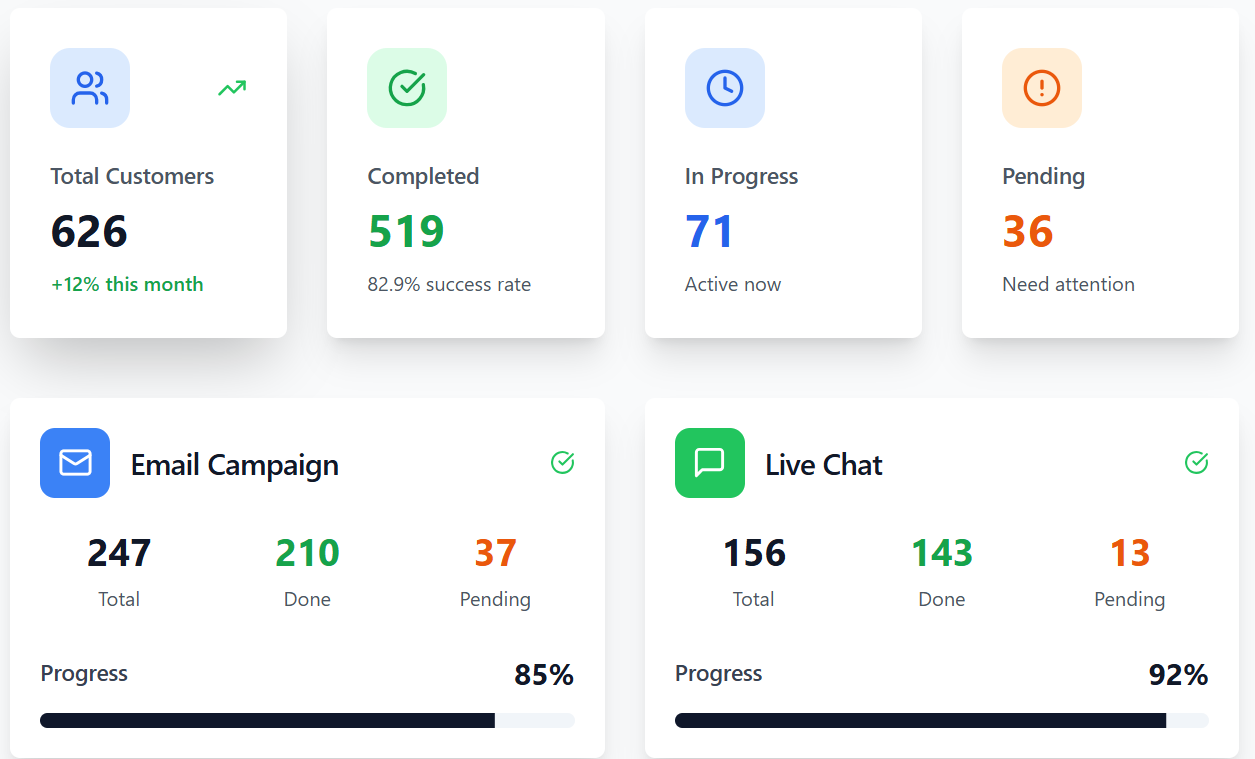 Total Customers
626
+12% this month
Completed
519
82.9% success rate
In Progress
71
Active now
Pending
36
Need attention
Email Campaign
247 210 37
Total Done Pending
Progress 85%
Live Chat
156 143 13
Total Done Pending
Progress 92%